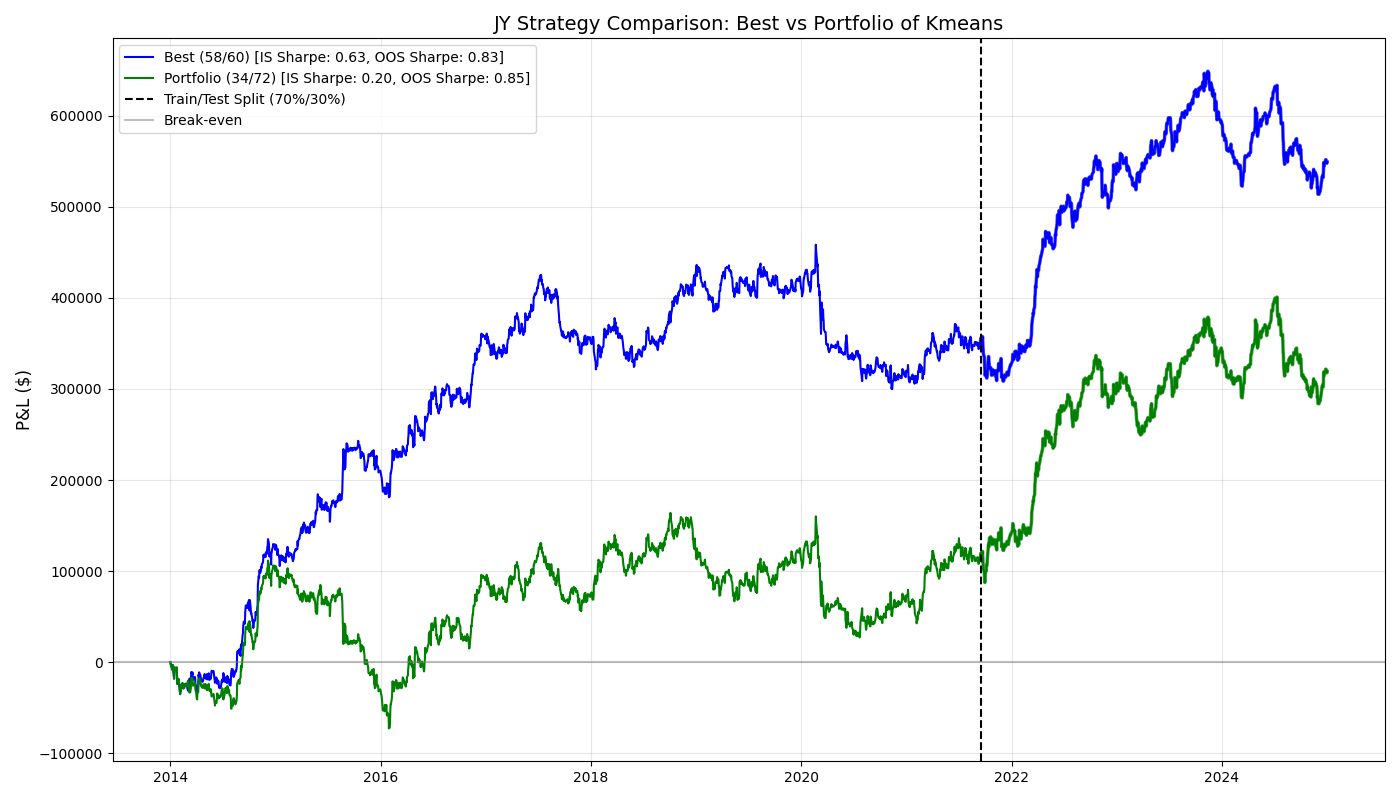 JY Strategy Comparison: Best vs Portfolio of Kmeans
Best (58/60) [IS Sharpe: 0.63, OOS Sharpe: 0.83]
Portfolio (34/72) [IS Sharpe: 0.20, OOS Sharpe: 0.85]
Train/Test Split (70%/30%)
Break-even
P&L ($)
600000
500000
400000
300000
200000
100000
0
−100000
2014
2016
2018
2020
2022
2024